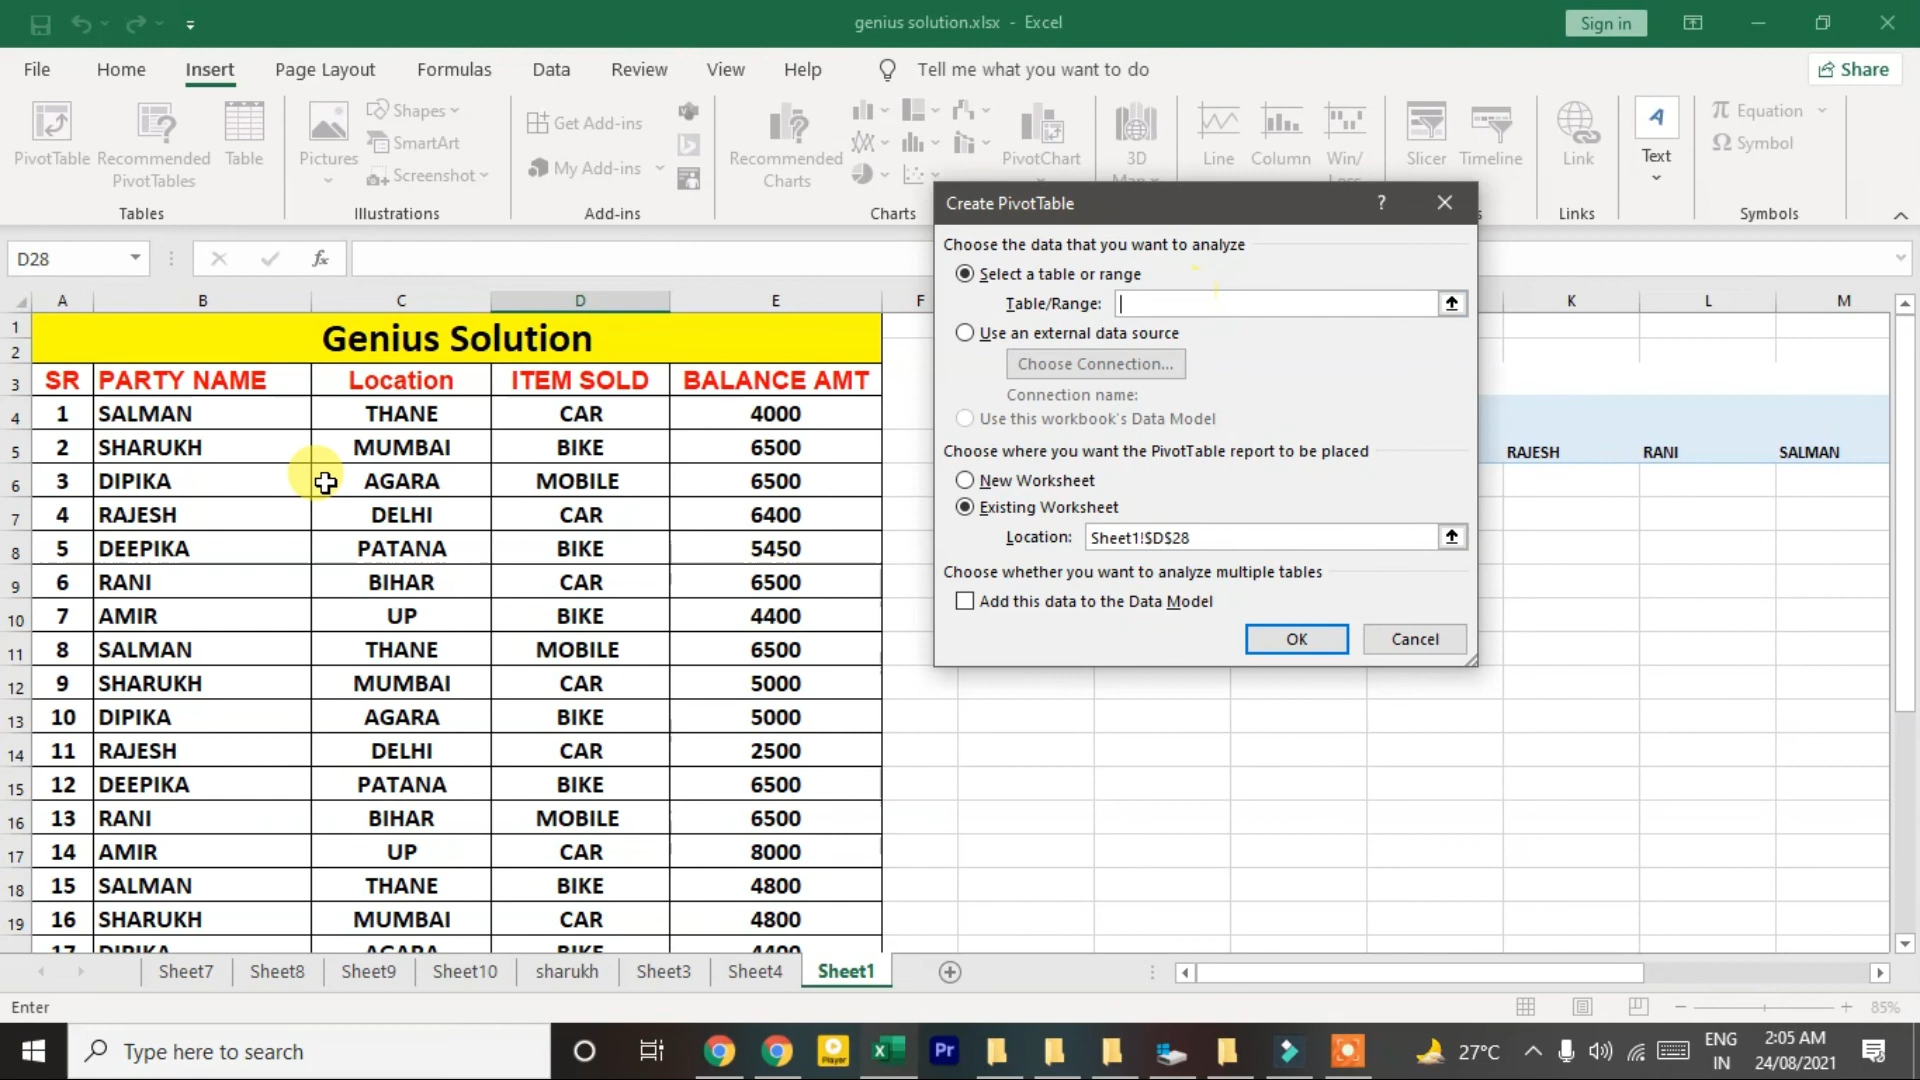 genius solution.xlsx - Excel
Sign in
File Home Insert Page Layout Formulas Data Review View Help Tell me what you want to do Share
PivotTable
Recommended
PivotTables
Table
Tables
Pictures
Shapes
SmartArt
Screenshot
Illustrations
Get Add-ins
My Add-ins
Add-ins
Recommended
Charts
PivotChart
Charts
3D
Line
Column
Win/
Slicer
Timeline
Link
Links
A
Text
π Equation
Ω Symbol
Symbols
D28
fx
A B C D E F K L M
1
2
Genius Solution
3 SR PARTY NAME Location ITEM SOLD BALANCE AMT
4 1 SALMAN THANE CAR 4000
5 2 SHARUKH MUMBAI BIKE 6500 RAJESH RANI SALMAN
6 3 DIPIKA AGARA MOBILE 6500
7 4 RAJESH DELHI CAR 6400
8 5 DEEPIKA PATANA BIKE 5450
9 6 RANI BIHAR CAR 6500
10 7 AMIR UP BIKE 4400
11 8 SALMAN THANE MOBILE 6500
12 9 SHARUKH MUMBAI CAR 5000
13 10 DIPIKA AGARA BIKE 5000
14 11 RAJESH DELHI CAR 2500
15 12 DEEPIKA PATANA BIKE 6500
16 13 RANI BIHAR MOBILE 6500
17 14 AMIR UP CAR 8000
18 15 SALMAN THANE BIKE 4800
19 16 SHARUKH MUMBAI CAR 4800
17 DIPIKA AGARA BIKE 4400
Create PivotTable ?
Choose the data that you want to analyze
Select a table or range
Table/Range:
Use an external data source
Choose Connection...
Connection name:
Use this workbook's Data Model
Choose where you want the PivotTable report to be placed
New Worksheet
Existing Worksheet
Location: Sheet1!$D$28
Choose whether you want to analyze multiple tables
Add this data to the Data Model
OK Cancel
Sheet7 Sheet8 Sheet9 Sheet10 sharukh Sheet3 Sheet4 Sheet1
Enter
85%
Type here to search
Player
Pr
27°C
ENG
IN
2:05 AM
24/08/2021